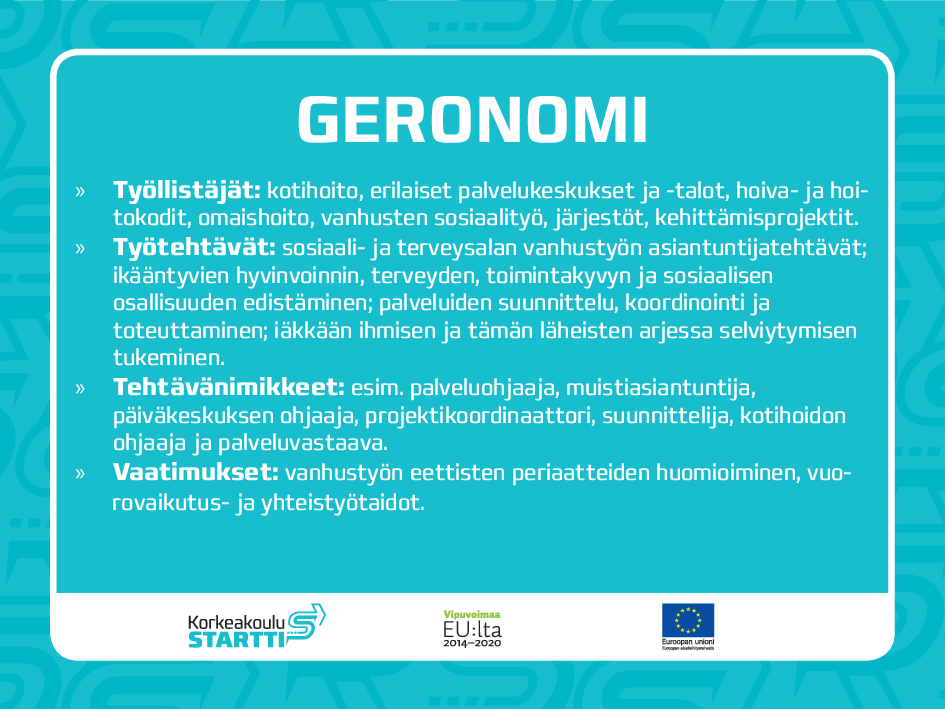 GERONOMI
» Työllistäjät: kotihoito, erilaiset palvelukeskukset ja -talot, hoiva- ja hoi-
tokodit, omaishoito, vanhusten sosiaalityö, järjestöt, kehittämisprojektit.
» Työtehtävät: sosiaali- ja terveysalan vanhustyön asiantuntijatehtävät;
ikääntyvien hyvinvoinnin, terveyden, toimintakyvyn ja sosiaalisen
osallisuuden edistäminen; palveluiden suunnittelu, koordinointi ja
toteuttaminen; iäkkään ihmisen ja tämän läheisten arjessa selviytymisen
tukeminen.
» Tehtävänimikkeet: esim. palveluohjaaja, muistiasiantuntija,
päiväkeskuksen ohjaaja, projektikoordinaattori, suunnittelija, kotihoidon
ohjaaja ja palveluvastaava.
» Vaatimukset: vanhustyön eettisten periaatteiden huomioiminen, vuo-
rovaikutus- ja yhteistyötaidot.
Korkeakoulu
STARTTI
Vipuvoimaa
EU:lta
2014–2020
Euroopan unioni
Euroopan aluekehitysrahasto